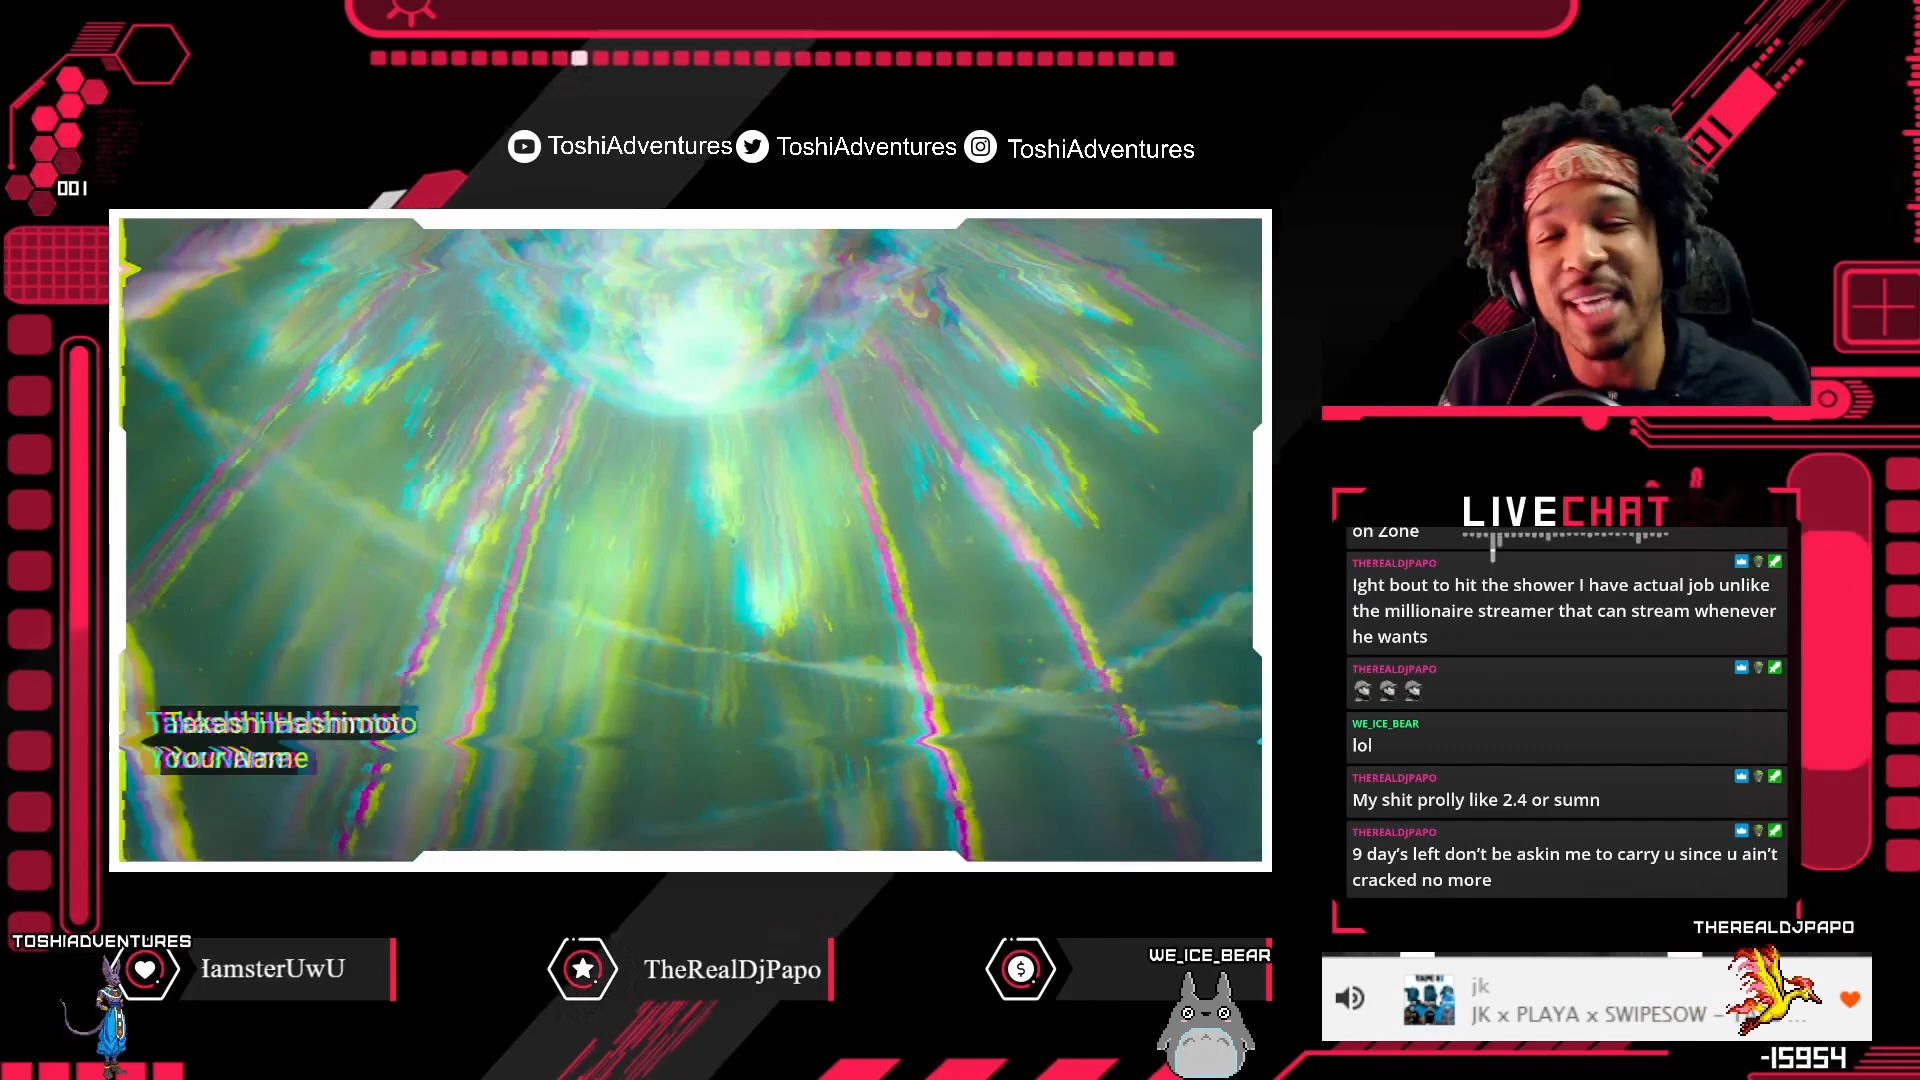 ToshiAdventures ToshiAdventures ToshiAdventures
001
Takashi Hashimoto
Your Name
LIVECHAT
on Zone
THEREALDJPAPO
Ight bout to hit the shower I have actual job unlike
the millionaire streamer that can stream whenever
he wants
THEREALDJPAPO
WE_ICE_BEAR
lol
THEREALDJPAPO
My shit prolly like 2.4 or sumn
THEREALDJPAPO
9 day’s left don’t be askin me to carry u since u ain’t
cracked no more
TOSHIADVENTURES
HamsterUwU
TheRealDjPapo
WE_ICE_BEAR
THEREALDJPAPO
jk
JK x PLAYA x SWIPESOW –
-15954